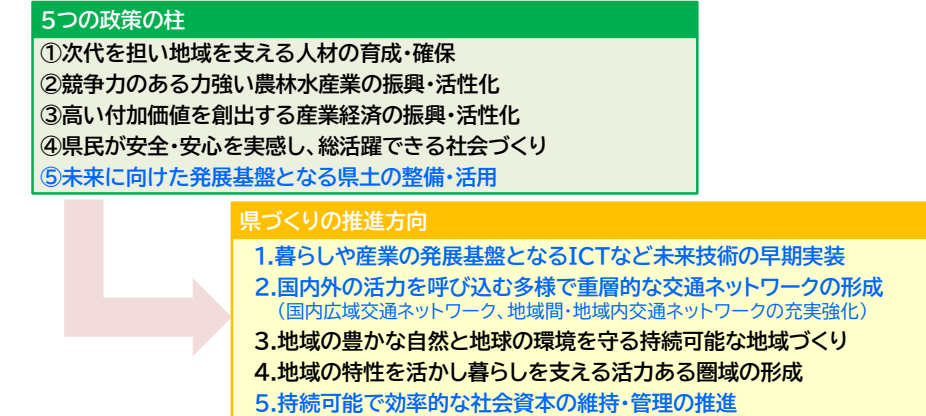 5つの政策の柱
①次代を担い地域を支える人材の育成・確保
②競争力のある力強い農林水産業の振興・活性化
③高い付加価値を創出する産業経済の振興・活性化
④県民が安全・安心を実感し、総活躍できる社会づくり
⑤未来に向けた発展基盤となる県土の整備・活用
県づくりの推進方向
1.暮らしや産業の発展基盤となるICTなど未来技術の早期実装
2.国内外の活力を呼び込む多様で重層的な交通ネットワークの形成
（国内広域交通ネットワーク、地域間・地域内交通ネットワークの充実強化）
3.地域の豊かな自然と地球の環境を守る持続可能な地域づくり
4.地域の特性を活かし暮らしを支える活力ある圏域の形成
5.持続可能で効率的な社会資本の維持・管理の推進